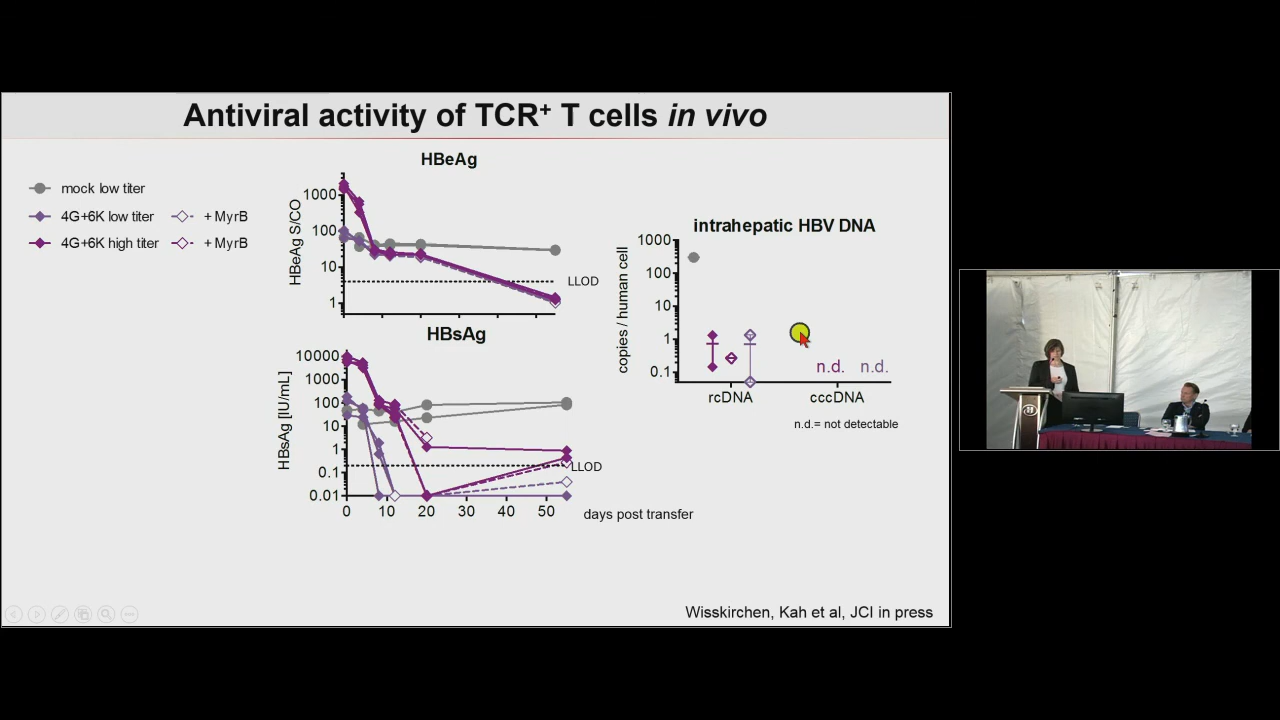 Antiviral activity of TCR+ T cells in vivo
mock low titer
4G+6K low titer
+ MyrB
4G+6K high titer
+ MyrB
HBeAg
HBeAg S/CO
1000
100
10
1
LLOD
HBsAg
HBsAg [IU/mL]
10000
1000
100
10
1
0.1
0.01
LLOD
0 10 20 30 40 50
days post transfer
intrahepatic HBV DNA
copies / human cell
1000
100
10
1
0.1
n.d. n.d.
rcDNA cccDNA
n.d.= not detectable
Wisskirchen, Kah et al, JCI in press